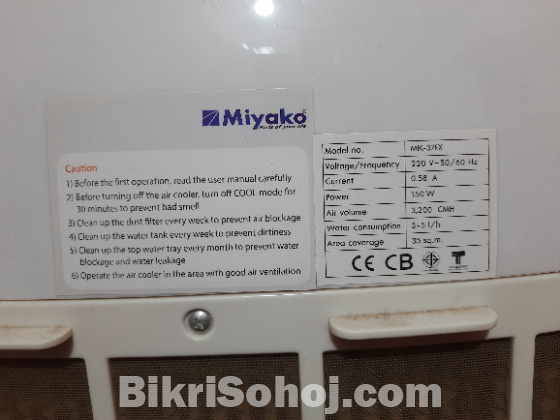 Miyako
Caution
1) Before the first operation, read the user manual carefully
2) Before turning off the air cooler, turn off COOL mode for
30 minutes to prevent bad smell
3) Clean up the dust filter every week to prevent air blockage
4) Clean up the water tank every week to prevent dirtiness
5) Clean up the top water tray every month to prevent water
blockage and water leakage
6) Operate the air cooler in the area with good air ventilation
Model no. MK-37EX
Voltage/Frequency 220 V~50/60 Hz
Current 0.58 A
Power 150 W
Air volume 3,200 CMH
Water consumption l/h
Area coverage 35 sq.m.
CE CB
BikriSohoj.com